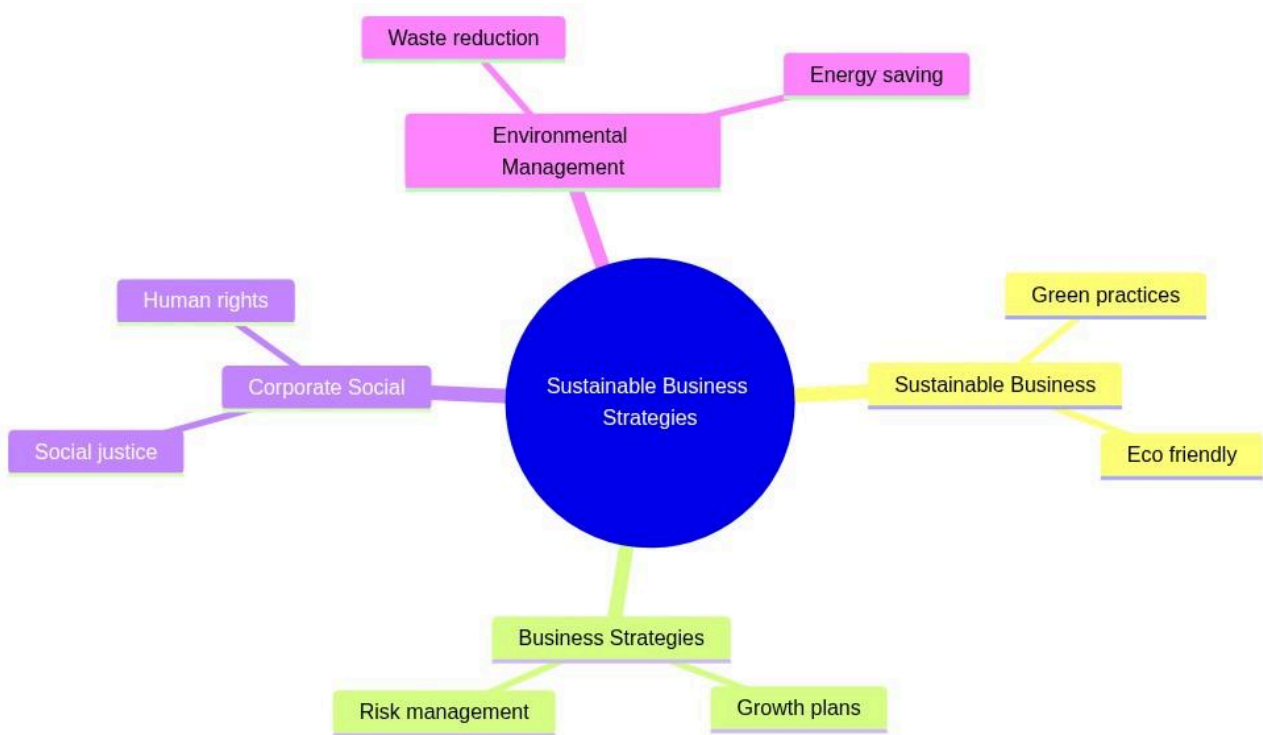 Waste reduction
Energy saving
Environmental
Management
Human rights
Green practices
Corporate Social
Sustainable Business
Strategies
Sustainable Business
Social justice
Eco friendly
Business Strategies
Risk management
Growth plans